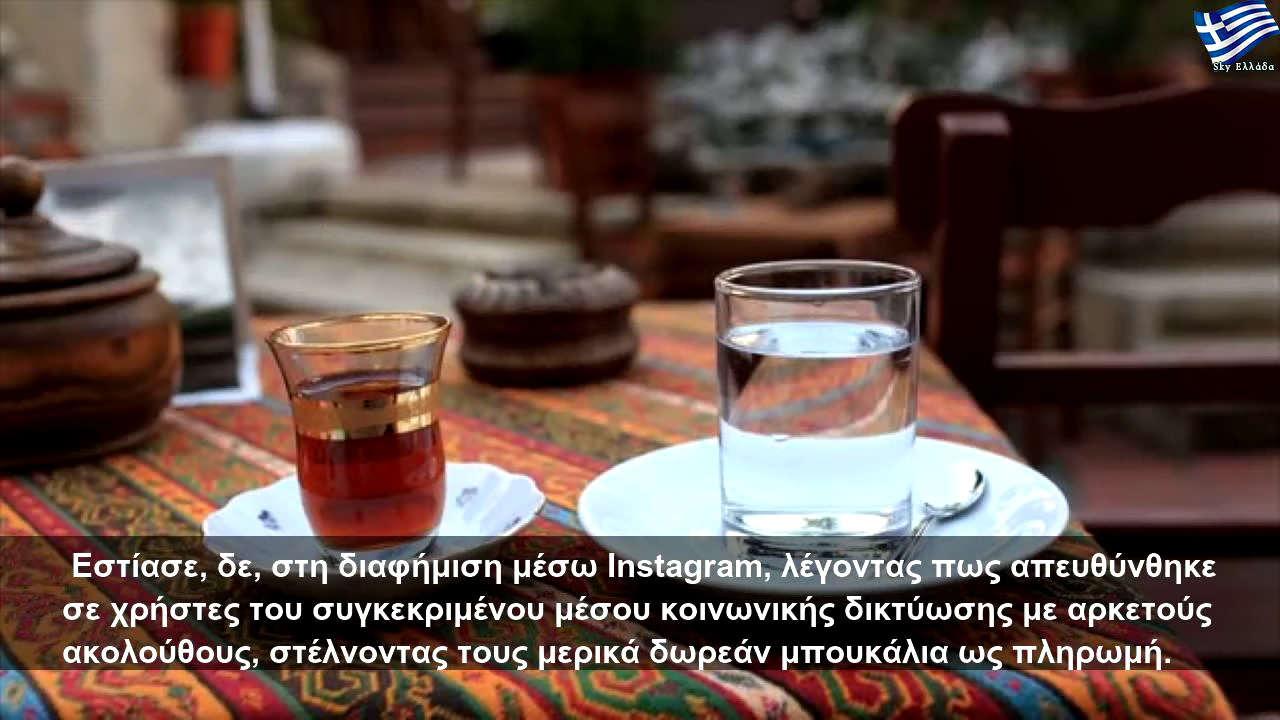 Sky Ελλάδα
Εστίασε, δε, στη διαφήμιση μέσω Instagram, λέγοντας πως απευθύνθηκε
σε χρήστες του συγκεκριμένου μέσου κοινωνικής δικτύωσης με αρκετούς
ακολούθους, στέλνοντας τους μερικά δωρεάν μπουκάλια ως πληρωμή.